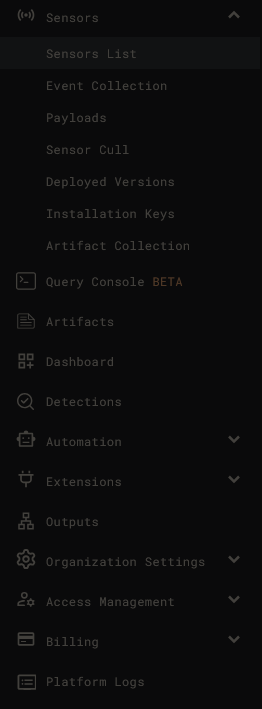 Sensors
Sensors List
Event Collection
Payloads
Sensor Cull
Deployed Versions
Installation Keys
Artifact Collection
Query Console BETA
Artifacts
Dashboard
Detections
Automation
Extensions
Outputs
Organization Settings
Access Management
Billing
Platform Logs